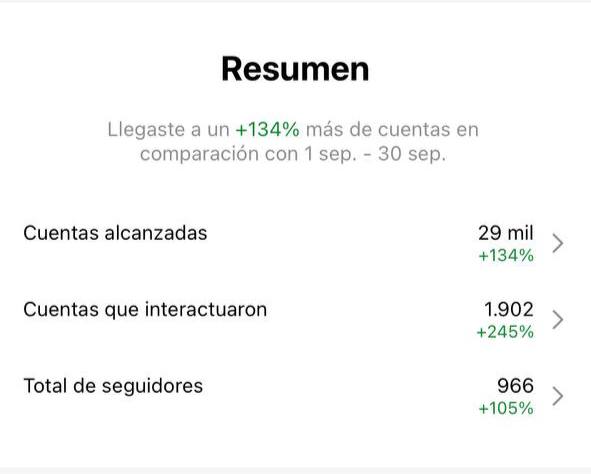 Resumen
Llegaste a un +134% más de cuentas en
comparación con 1 sep. - 30 sep.
Cuentas alcanzadas 29 mil
+134%
Cuentas que interactuaron 1.902
+245%
Total de seguidores 966
+105%